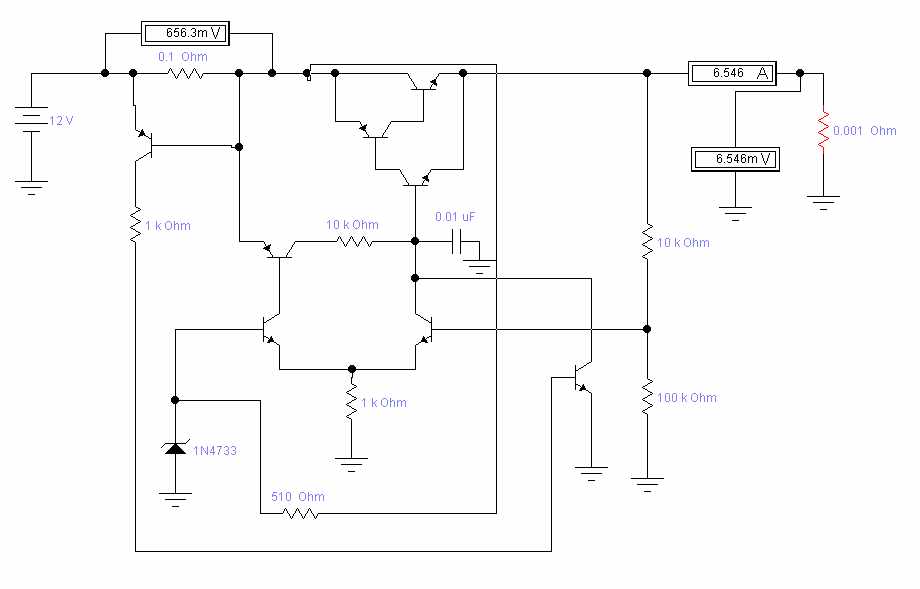 656.3m V
0.1 Ohm
6.546 A
12 V
0.001 Ohm
6.546m V
1 k Ohm
10 k Ohm
0.01 uF
10 k Ohm
1 k Ohm
100 k Ohm
1N4733
510 Ohm